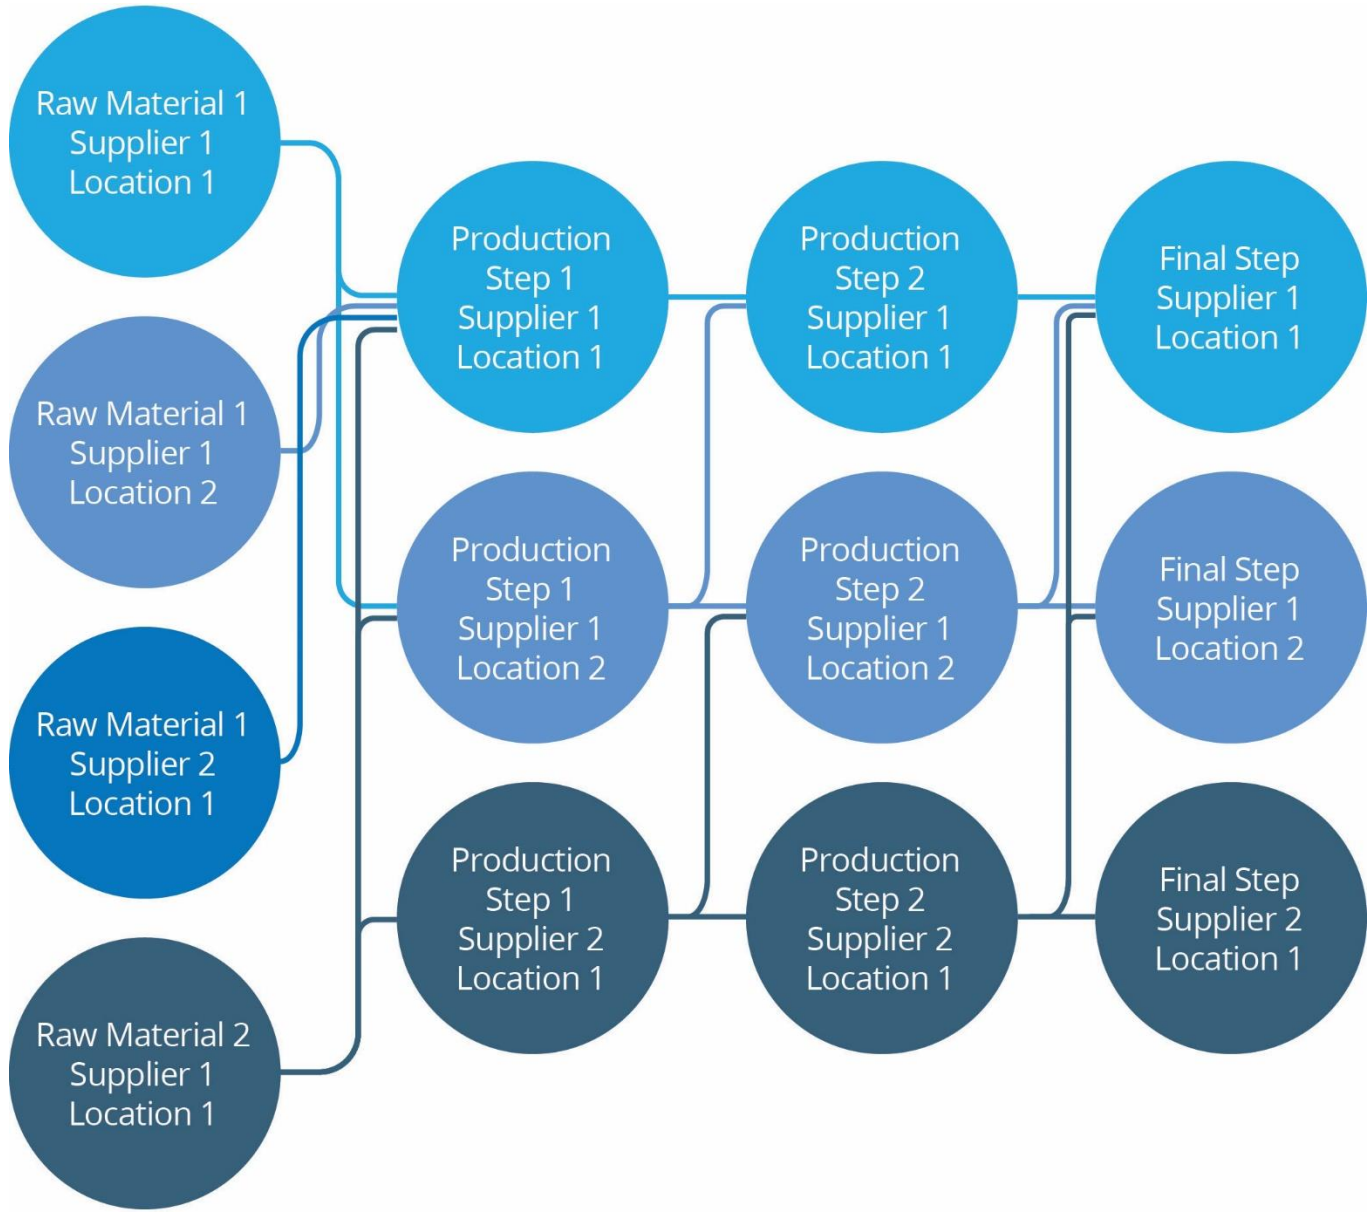 Raw Material 1
Supplier 1
Location 1
Raw Material 1
Supplier 1
Location 2
Raw Material 1
Supplier 2
Location 1
Raw Material 2
Supplier 1
Location 1
Production
Step 1
Supplier 1
Location 1
Production
Step 1
Supplier 1
Location 2
Production
Step 1
Supplier 2
Location 1
Production
Step 2
Supplier 1
Location 1
Production
Step 2
Supplier 1
Location 2
Production
Step 2
Supplier 2
Location 1
Final Step
Supplier 1
Location 1
Final Step
Supplier 1
Location 2
Final Step
Supplier 2
Location 1